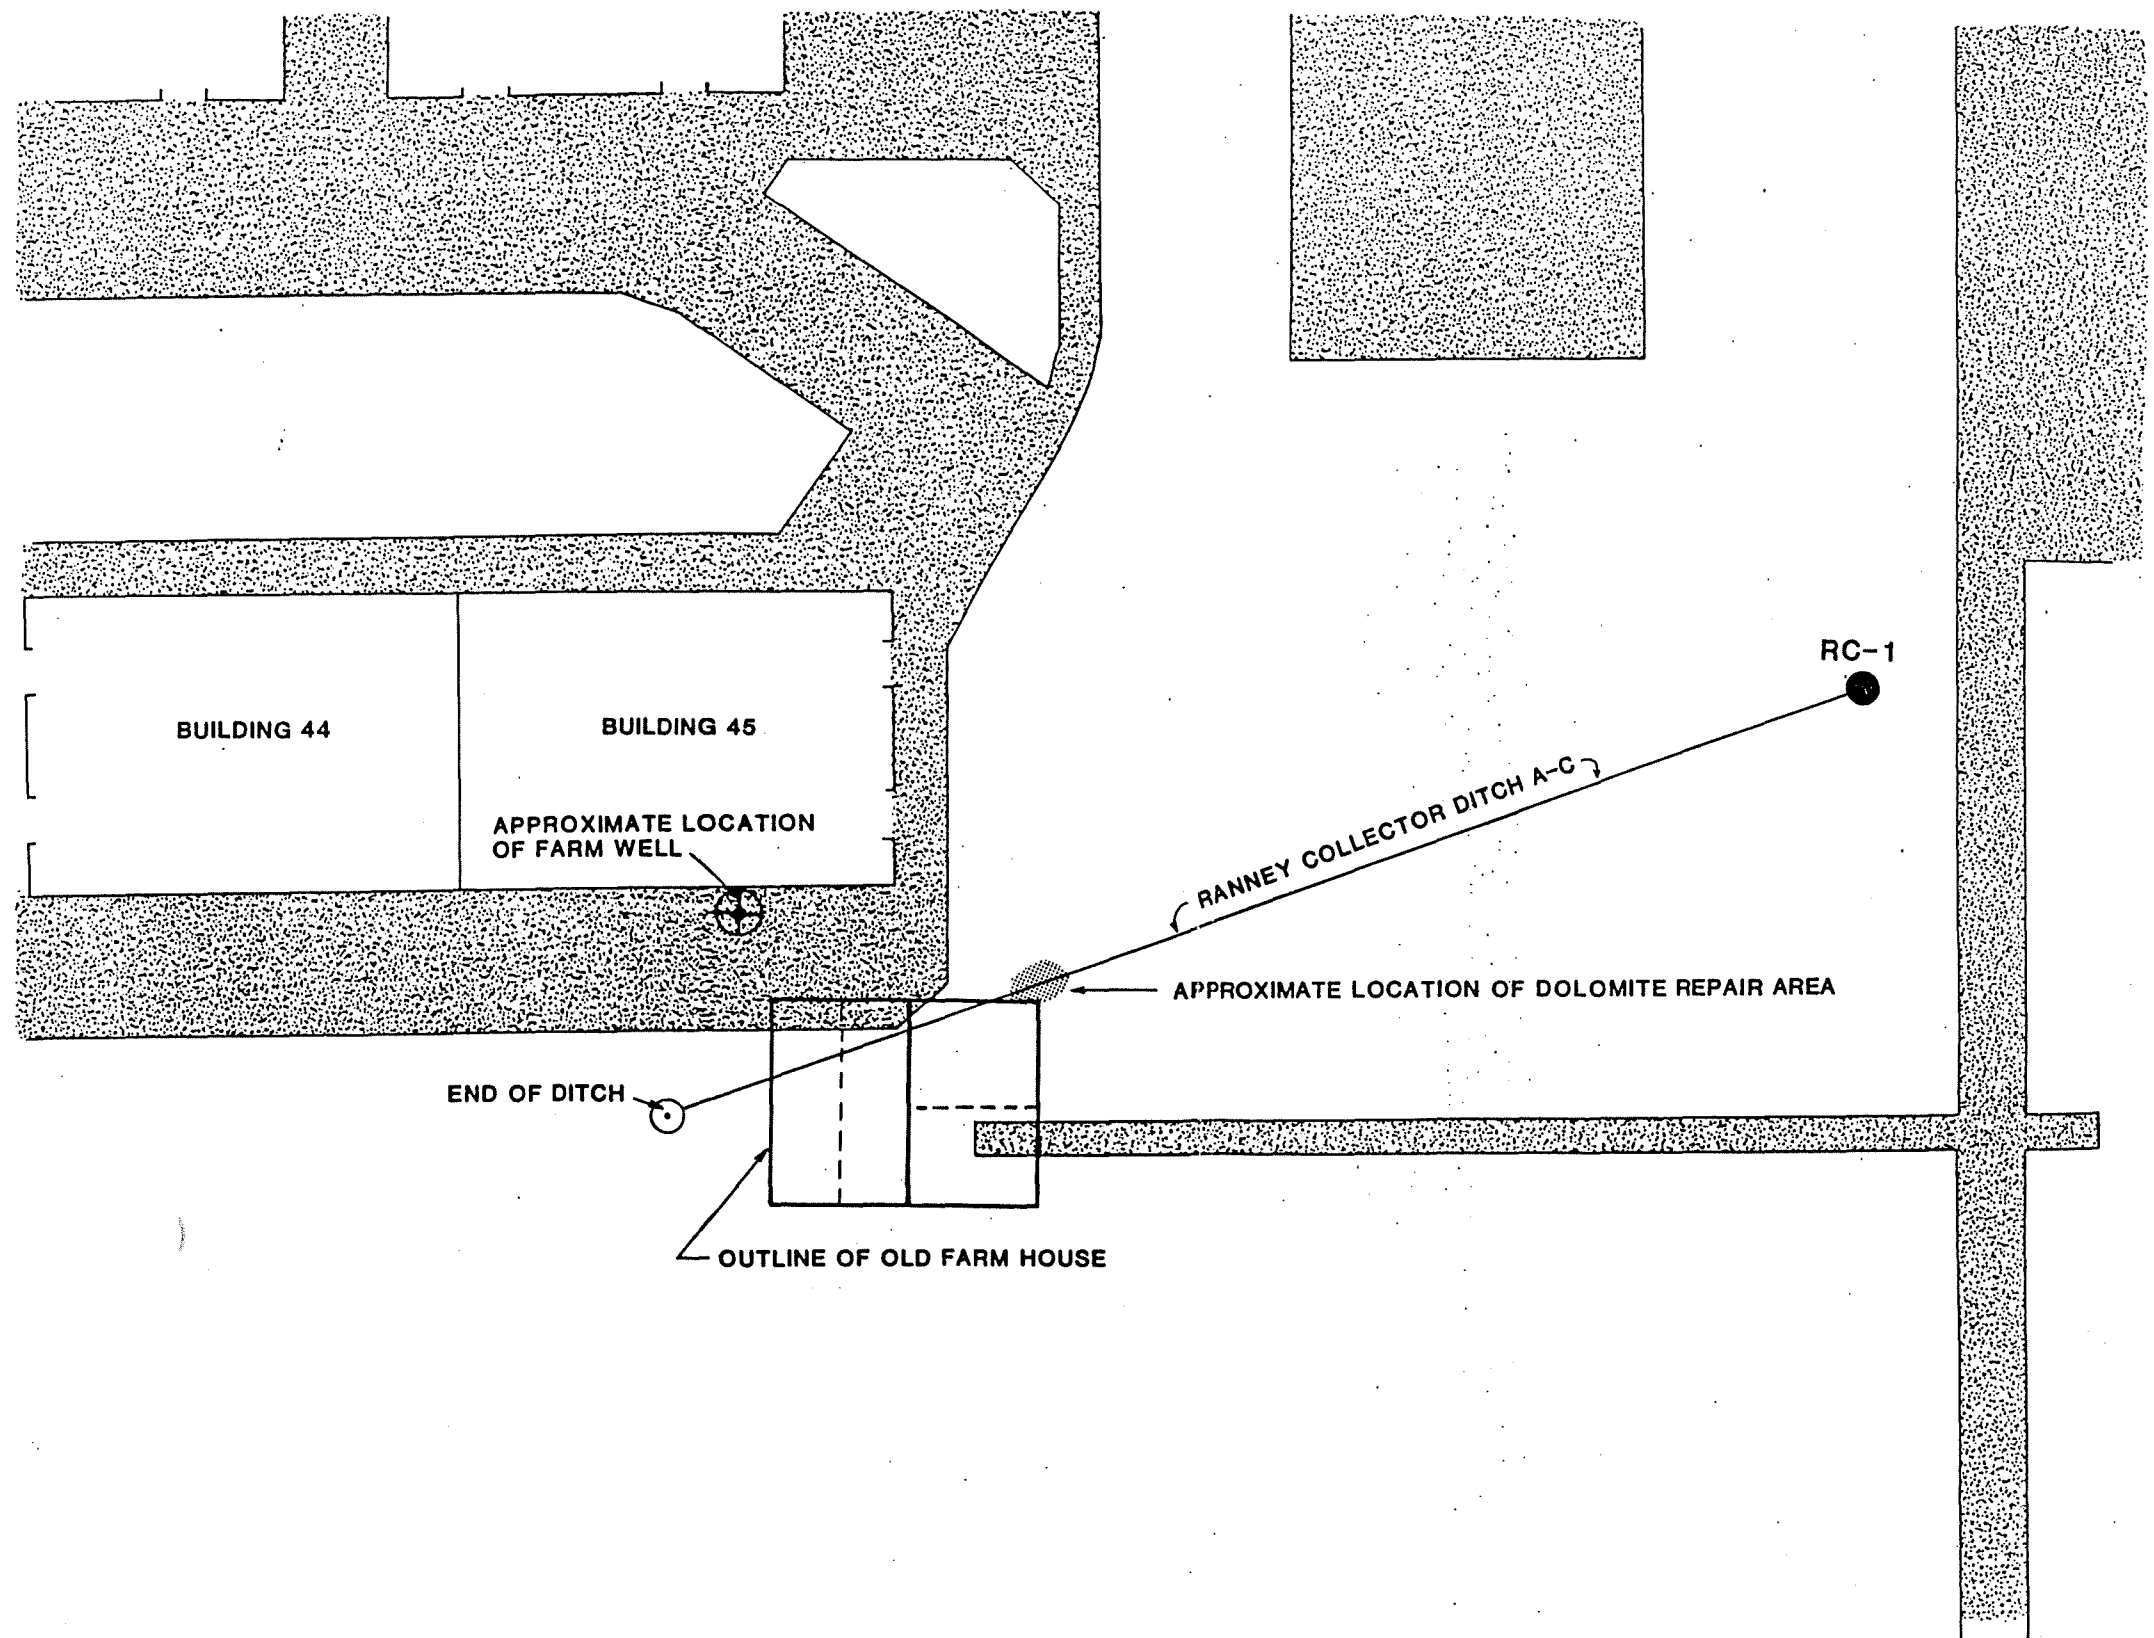 RC-1
BUILDING 44
BUILDING 45
RANNEY COLLECTOR DITCH A-C
APPROXIMATE LOCATION
OF FARM WELL
APPROXIMATE LOCATION OF DOLOMITE REPAIR AREA
END OF DITCH
OUTLINE OF OLD FARM HOUSE